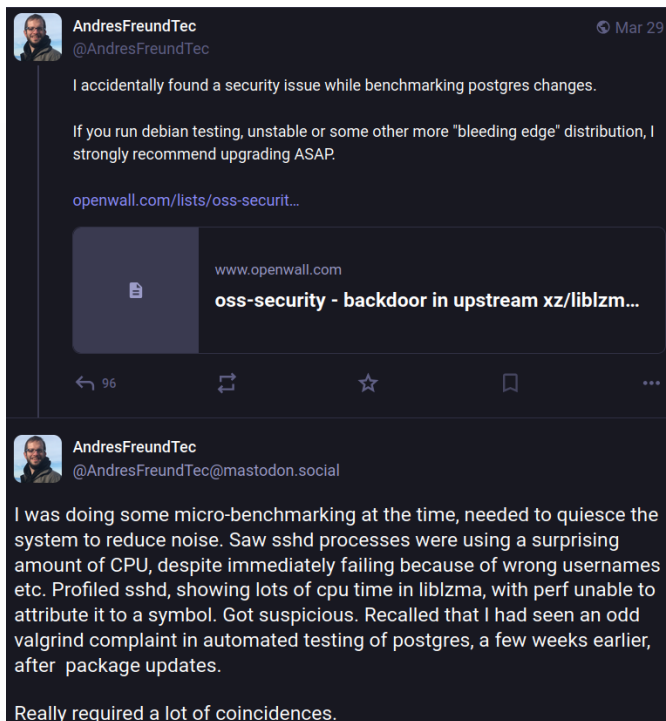 AndresFreundTec
Mar 29
@AndresFreundTec
I accidentally found a security issue while benchmarking postgres changes.
If you run debian testing, unstable or some other more "bleeding edge" distribution, I
strongly recommend upgrading ASAP.
openwall.com/lists/oss-securit…
www.openwall.com
oss-security - backdoor in upstream xz/liblzm…
96
AndresFreundTec
@AndresFreundTec@mastodon.social
I was doing some micro-benchmarking at the time, needed to quiesce the
system to reduce noise. Saw sshd processes were using a surprising
amount of CPU, despite immediately failing because of wrong usernames
etc. Profiled sshd, showing lots of cpu time in liblzma, with perf unable to
attribute it to a symbol. Got suspicious. Recalled that I had seen an odd
valgrind complaint in automated testing of postgres, a few weeks earlier,
after  package updates.
Really required a lot of coincidences.